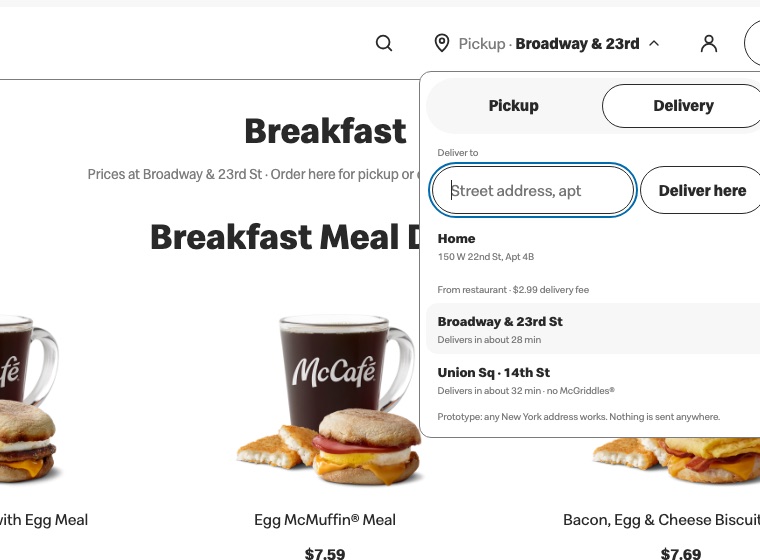 Pickup · Broadway & 23rd
Pickup
Delivery
Breakfast
Deliver to
Prices at Broadway & 23rd St · Order here for pickup or
Street address, apt
Deliver here
Breakfast Meal
Home
150 W 22nd St, Apt 4B
From restaurant · $2.99 delivery fee
Broadway & 23rd St
Delivers in about 28 min
Union Sq · 14th St
Delivers in about 32 min · no McGriddles®
Prototype: any New York address works. Nothing is sent anywhere.
McCafé
with Egg Meal
Egg McMuffin® Meal
Bacon, Egg & Cheese Biscuit
$7.59
$7.69